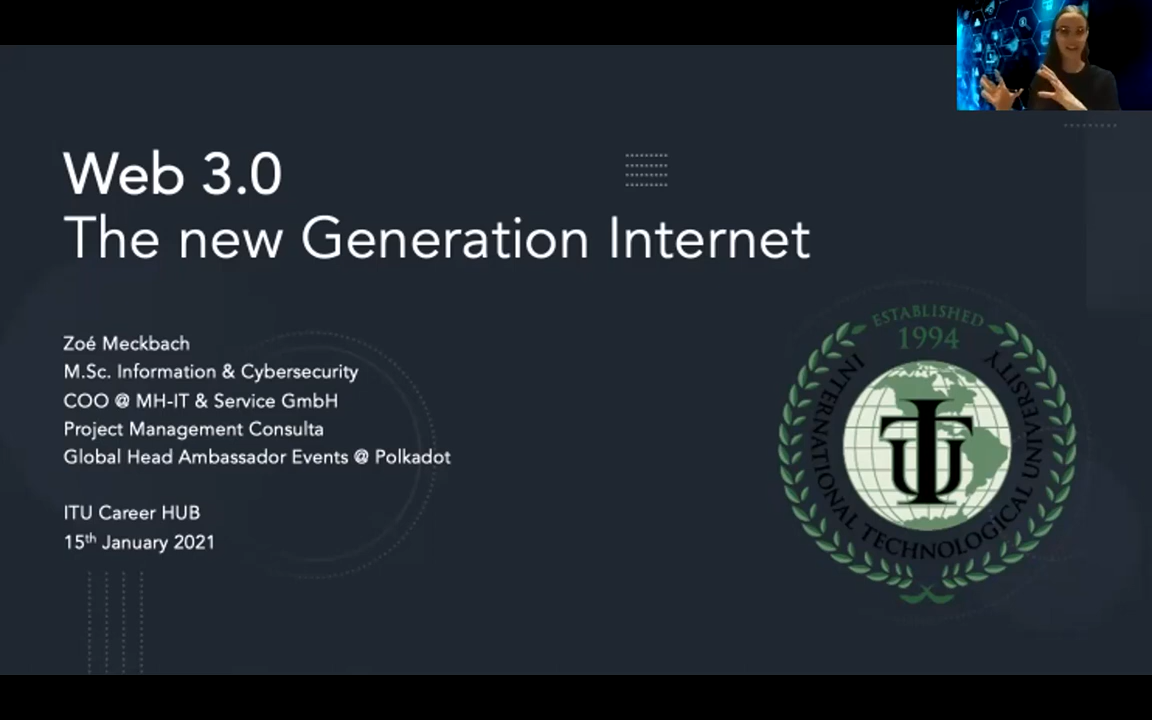 Web 3.0
The new Generation Internet
Zoé Meckbach
M.Sc. Information & Cybersecurity
COO @ MH-IT & Service GmbH
Project Management Consulta
Global Head Ambassador Events @ Polkadot
ITU Career HUB
15th January 2021
ESTABLISHED
1994
INTERNATIONAL TECHNOLOGICAL UNIVERSITY
ITU